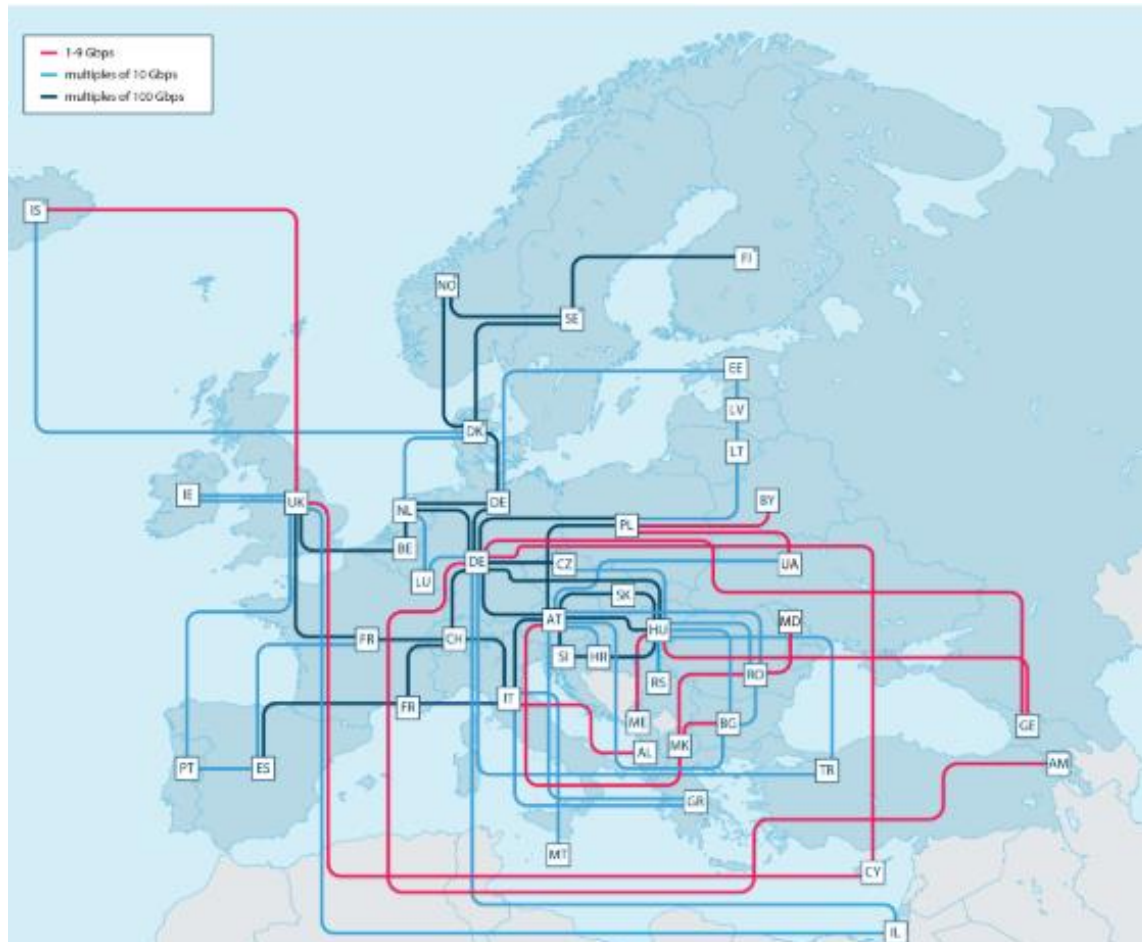 1-9 Gbps
multiples of 10 Gbps
multiples of 100 Gbps
IS
FI
NO
SE
EE
LV
DK
LT
IE
UK
NL
DE
BY
PL
BE
DE
CZ
UA
LU
SK
AT
MD
HU
FR
CH
SI
HR
RS
RO
IT
FR
ME
BG
GE
MK
AL
PT
ES
TR
AM
GR
MT
CY
IL